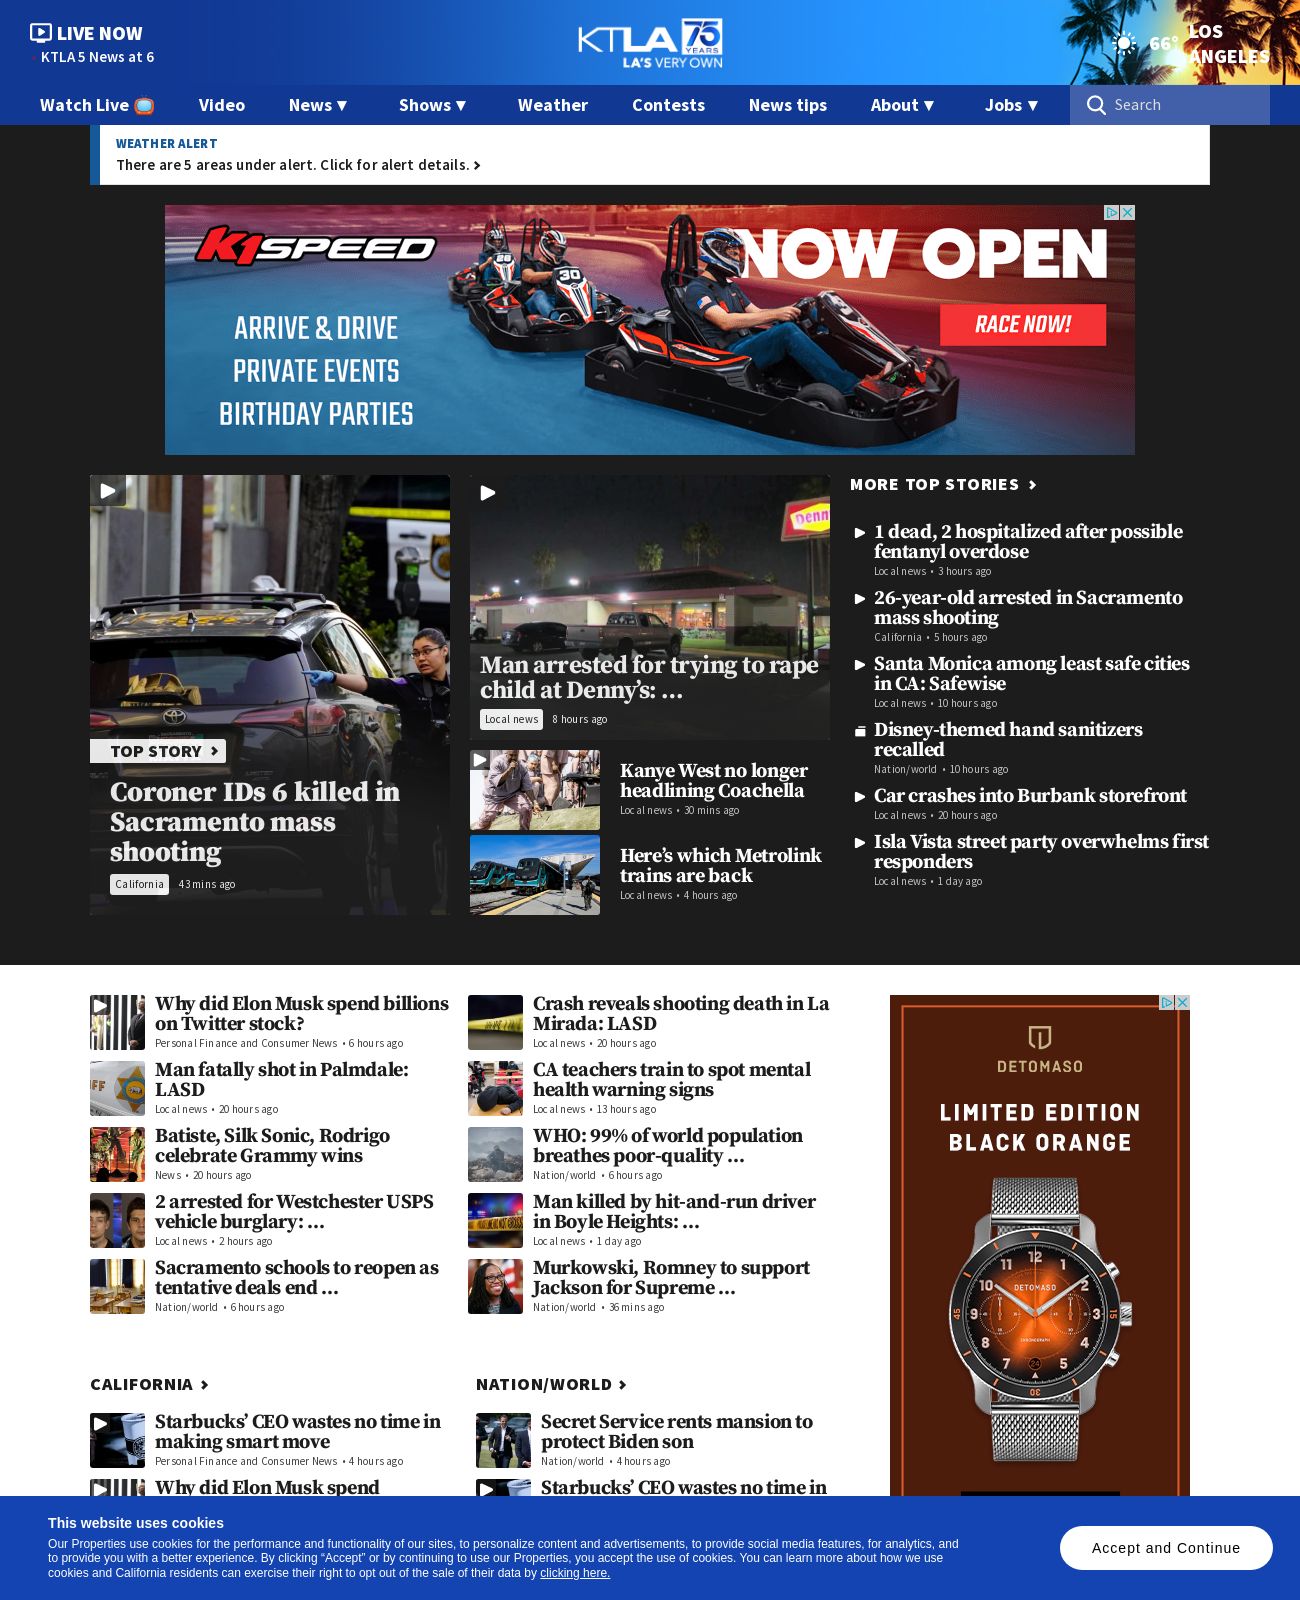 LIVE NOW
KTLA 5 News at 6
KTLA 75 YEARS
LA'S VERY OWN
66° LOS ANGELES
Watch Live 📺 Video News ▼ Shows ▼ Weather Contests News tips About ▼ Jobs ▼ Search
WEATHER ALERT
There are 5 areas under alert. Click for alert details.
K1SPEED
NOW OPEN
RACE NOW!
ARRIVE & DRIVE
PRIVATE EVENTS
BIRTHDAY PARTIES
30
TOP STORY
Coroner IDs 6 killed in
Sacramento mass
shooting
California 43 mins ago
Denn
Man arrested for trying to rape
child at Denny’s: …
Local news 8 hours ago
Kanye West no longer
headlining Coachella
Local news • 30 mins ago
Here’s which Metrolink
trains are back
Local news • 4 hours ago
MORE TOP STORIES
1 dead, 2 hospitalized after possible
fentanyl overdose
Local news • 3 hours ago
26-year-old arrested in Sacramento
mass shooting
California • 5 hours ago
Santa Monica among least safe cities
in CA: Safewise
Local news • 10 hours ago
Disney-themed hand sanitizers
recalled
Nation/world • 10 hours ago
Car crashes into Burbank storefront
Local news • 20 hours ago
Isla Vista street party overwhelms first
responders
Local news • 1 day ago
Why did Elon Musk spend billions
on Twitter stock?
Personal Finance and Consumer News • 6 hours ago
Man fatally shot in Palmdale:
LASD
Local news • 20 hours ago
Batiste, Silk Sonic, Rodrigo
celebrate Grammy wins
News • 20 hours ago
2 arrested for Westchester USPS
vehicle burglary: …
Local news • 2 hours ago
Sacramento schools to reopen as
tentative deals end …
Nation/world • 6 hours ago
Crash reveals shooting death in La
Mirada: LASD
Local news • 20 hours ago
CA teachers train to spot mental
health warning signs
Local news • 13 hours ago
WHO: 99% of world population
breathes poor-quality …
Nation/world • 6 hours ago
Man killed by hit-and-run driver
in Boyle Heights: …
Local news • 1 day ago
Murkowski, Romney to support
Jackson for Supreme …
Nation/world • 36 mins ago
DETOMASO
LIMITED EDITION
BLACK ORANGE
12 1 2 3 4 5 7 8 9 10
DETOMASO
CHRONOGRAPH
24
45 15 30
CALIFORNIA
Starbucks’ CEO wastes no time in
making smart move
Personal Finance and Consumer News • 4 hours ago
Why did Elon Musk spend
NATION/WORLD
Secret Service rents mansion to
protect Biden son
Nation/world • 4 hours ago
Starbucks’ CEO wastes no time in
This website uses cookies
Our Properties use cookies for the performance and functionality of our sites, to personalize content and advertisements, to provide social media features, for analytics, and
to provide you with a better experience. By clicking “Accept” or by continuing to use our Properties, you accept the use of cookies. You can learn more about how we use
cookies and California residents can exercise their right to opt out of the sale of their data by clicking here.
Accept and Continue